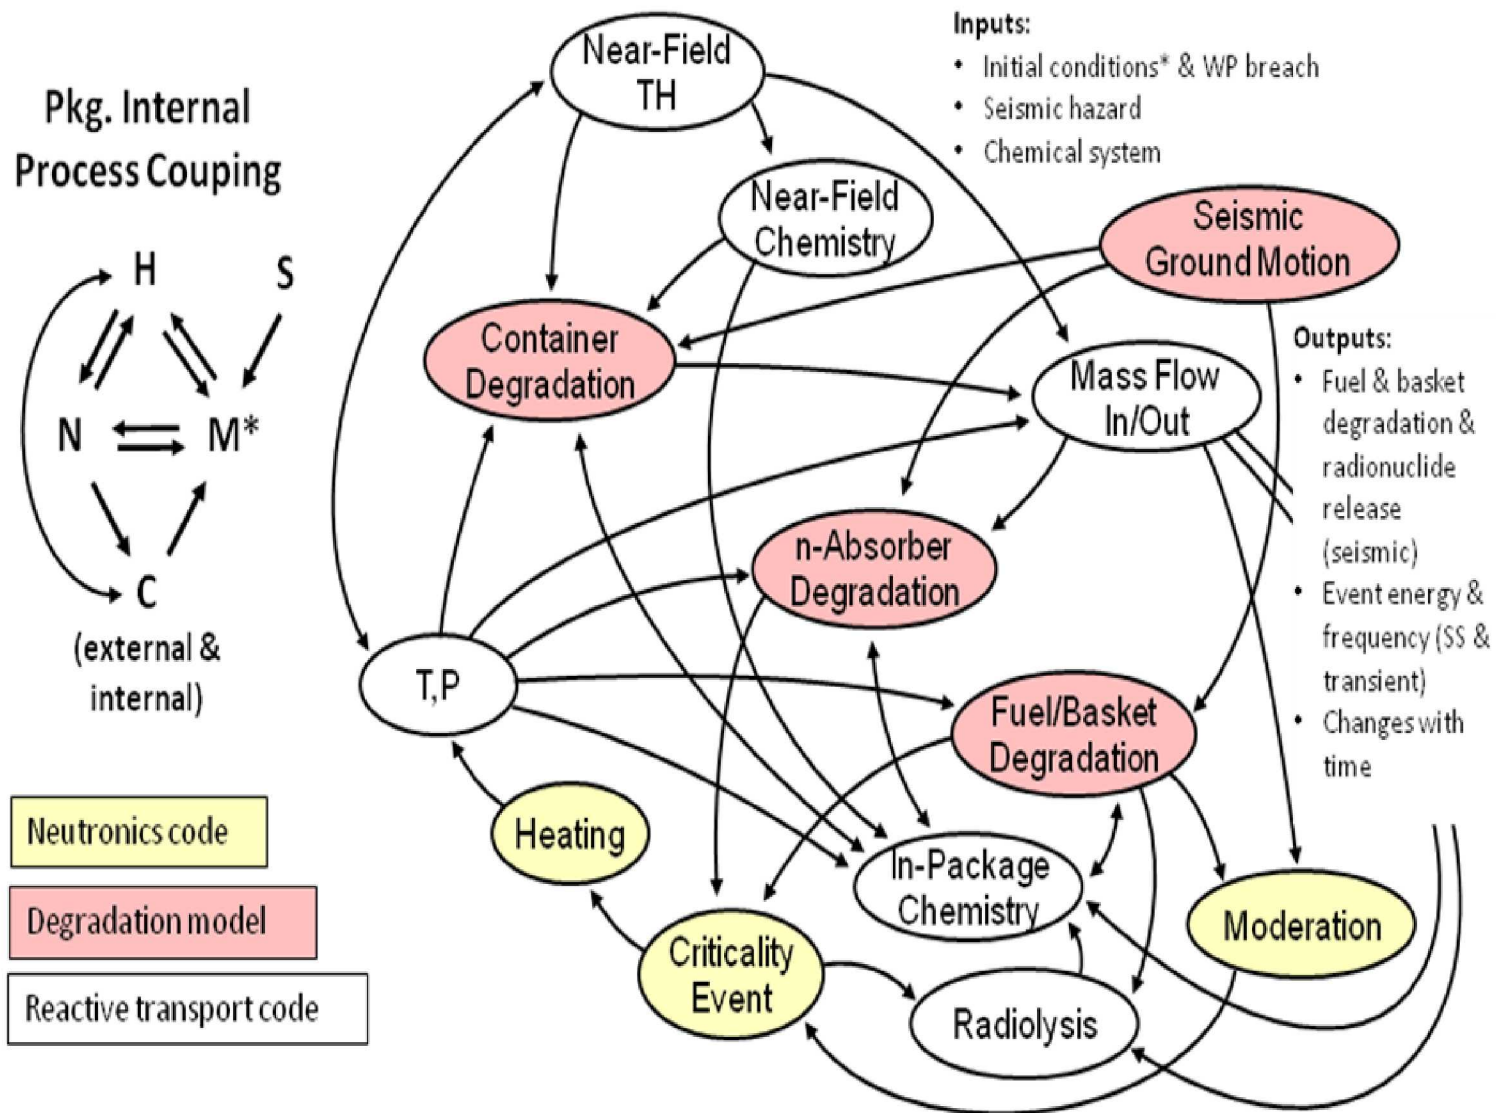 Pkg. Internal
Process Couping
H
S
N
M*
C
(external &
internal)
Neutronics code
Degradation model
Reactive transport code
Near-Field
TH
Near-Field
Chemistry
Container
Degradation
Seismic
Ground Motion
Mass Flow
In/Out
n-Absorber
Degradation
T,P
Fuel/Basket
Degradation
Heating
In-Package
Chemistry
Moderation
Criticality
Event
Radiolysis
Inputs:
• Initial conditions* & WP breach
• Seismic hazard
• Chemical system
Outputs:
• Fuel & basket
degradation &
radionuclide
release
(seismic)
• Event energy &
frequency (SS &
transient)
• Changes with
time